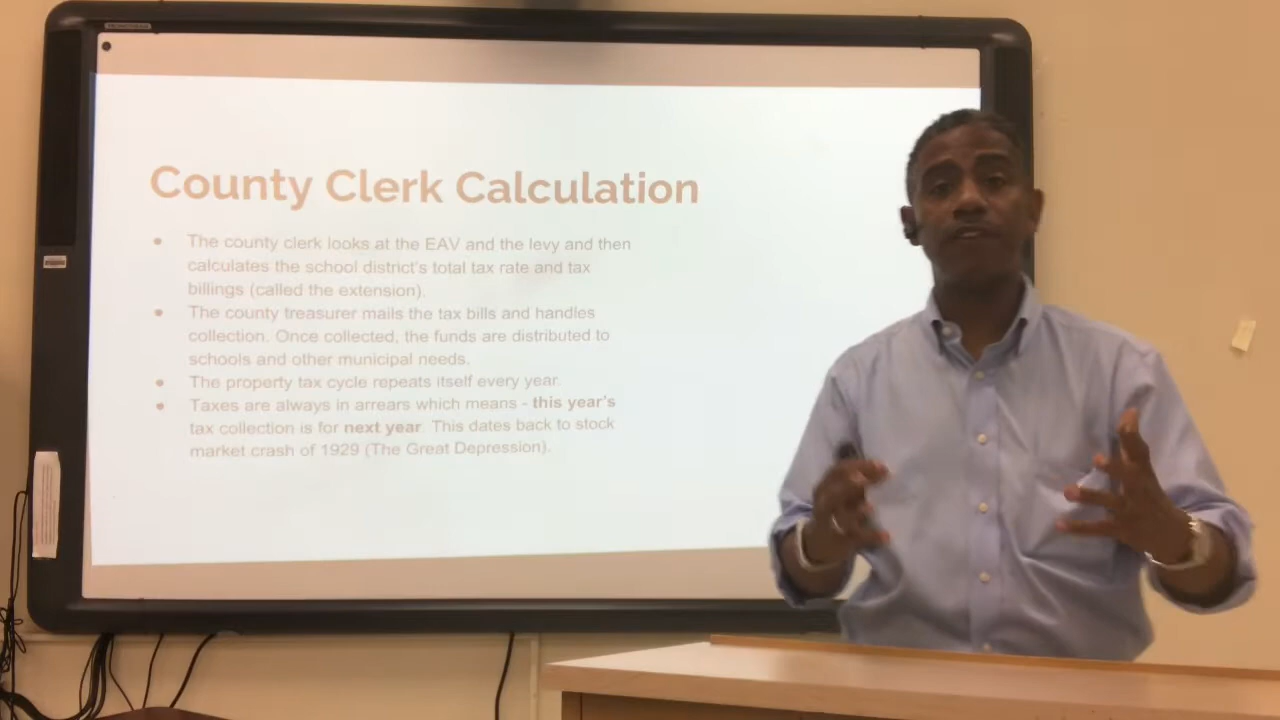 County Clerk Calculation
● The county clerk looks at the EAV and the levy and then
calculates the school district's total tax rate and tax
billings (called the extension).
● The county treasurer mails the tax bills and handles
collection. Once collected, the funds are distributed to
schools and other municipal needs.
● The property tax cycle repeats itself every year.
● Taxes are always in arrears which means - this year's
tax collection is for next year. This dates back to stock
market crash of 1929 (The Great Depression).